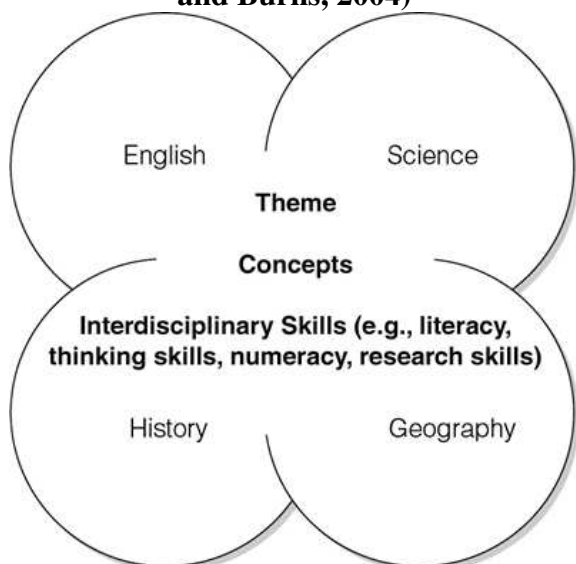 and Burns, 2004)
English Science
Theme
Concepts
Interdisciplinary Skills (e.g., literacy,
thinking skills, numeracy, research skills)
History Geography